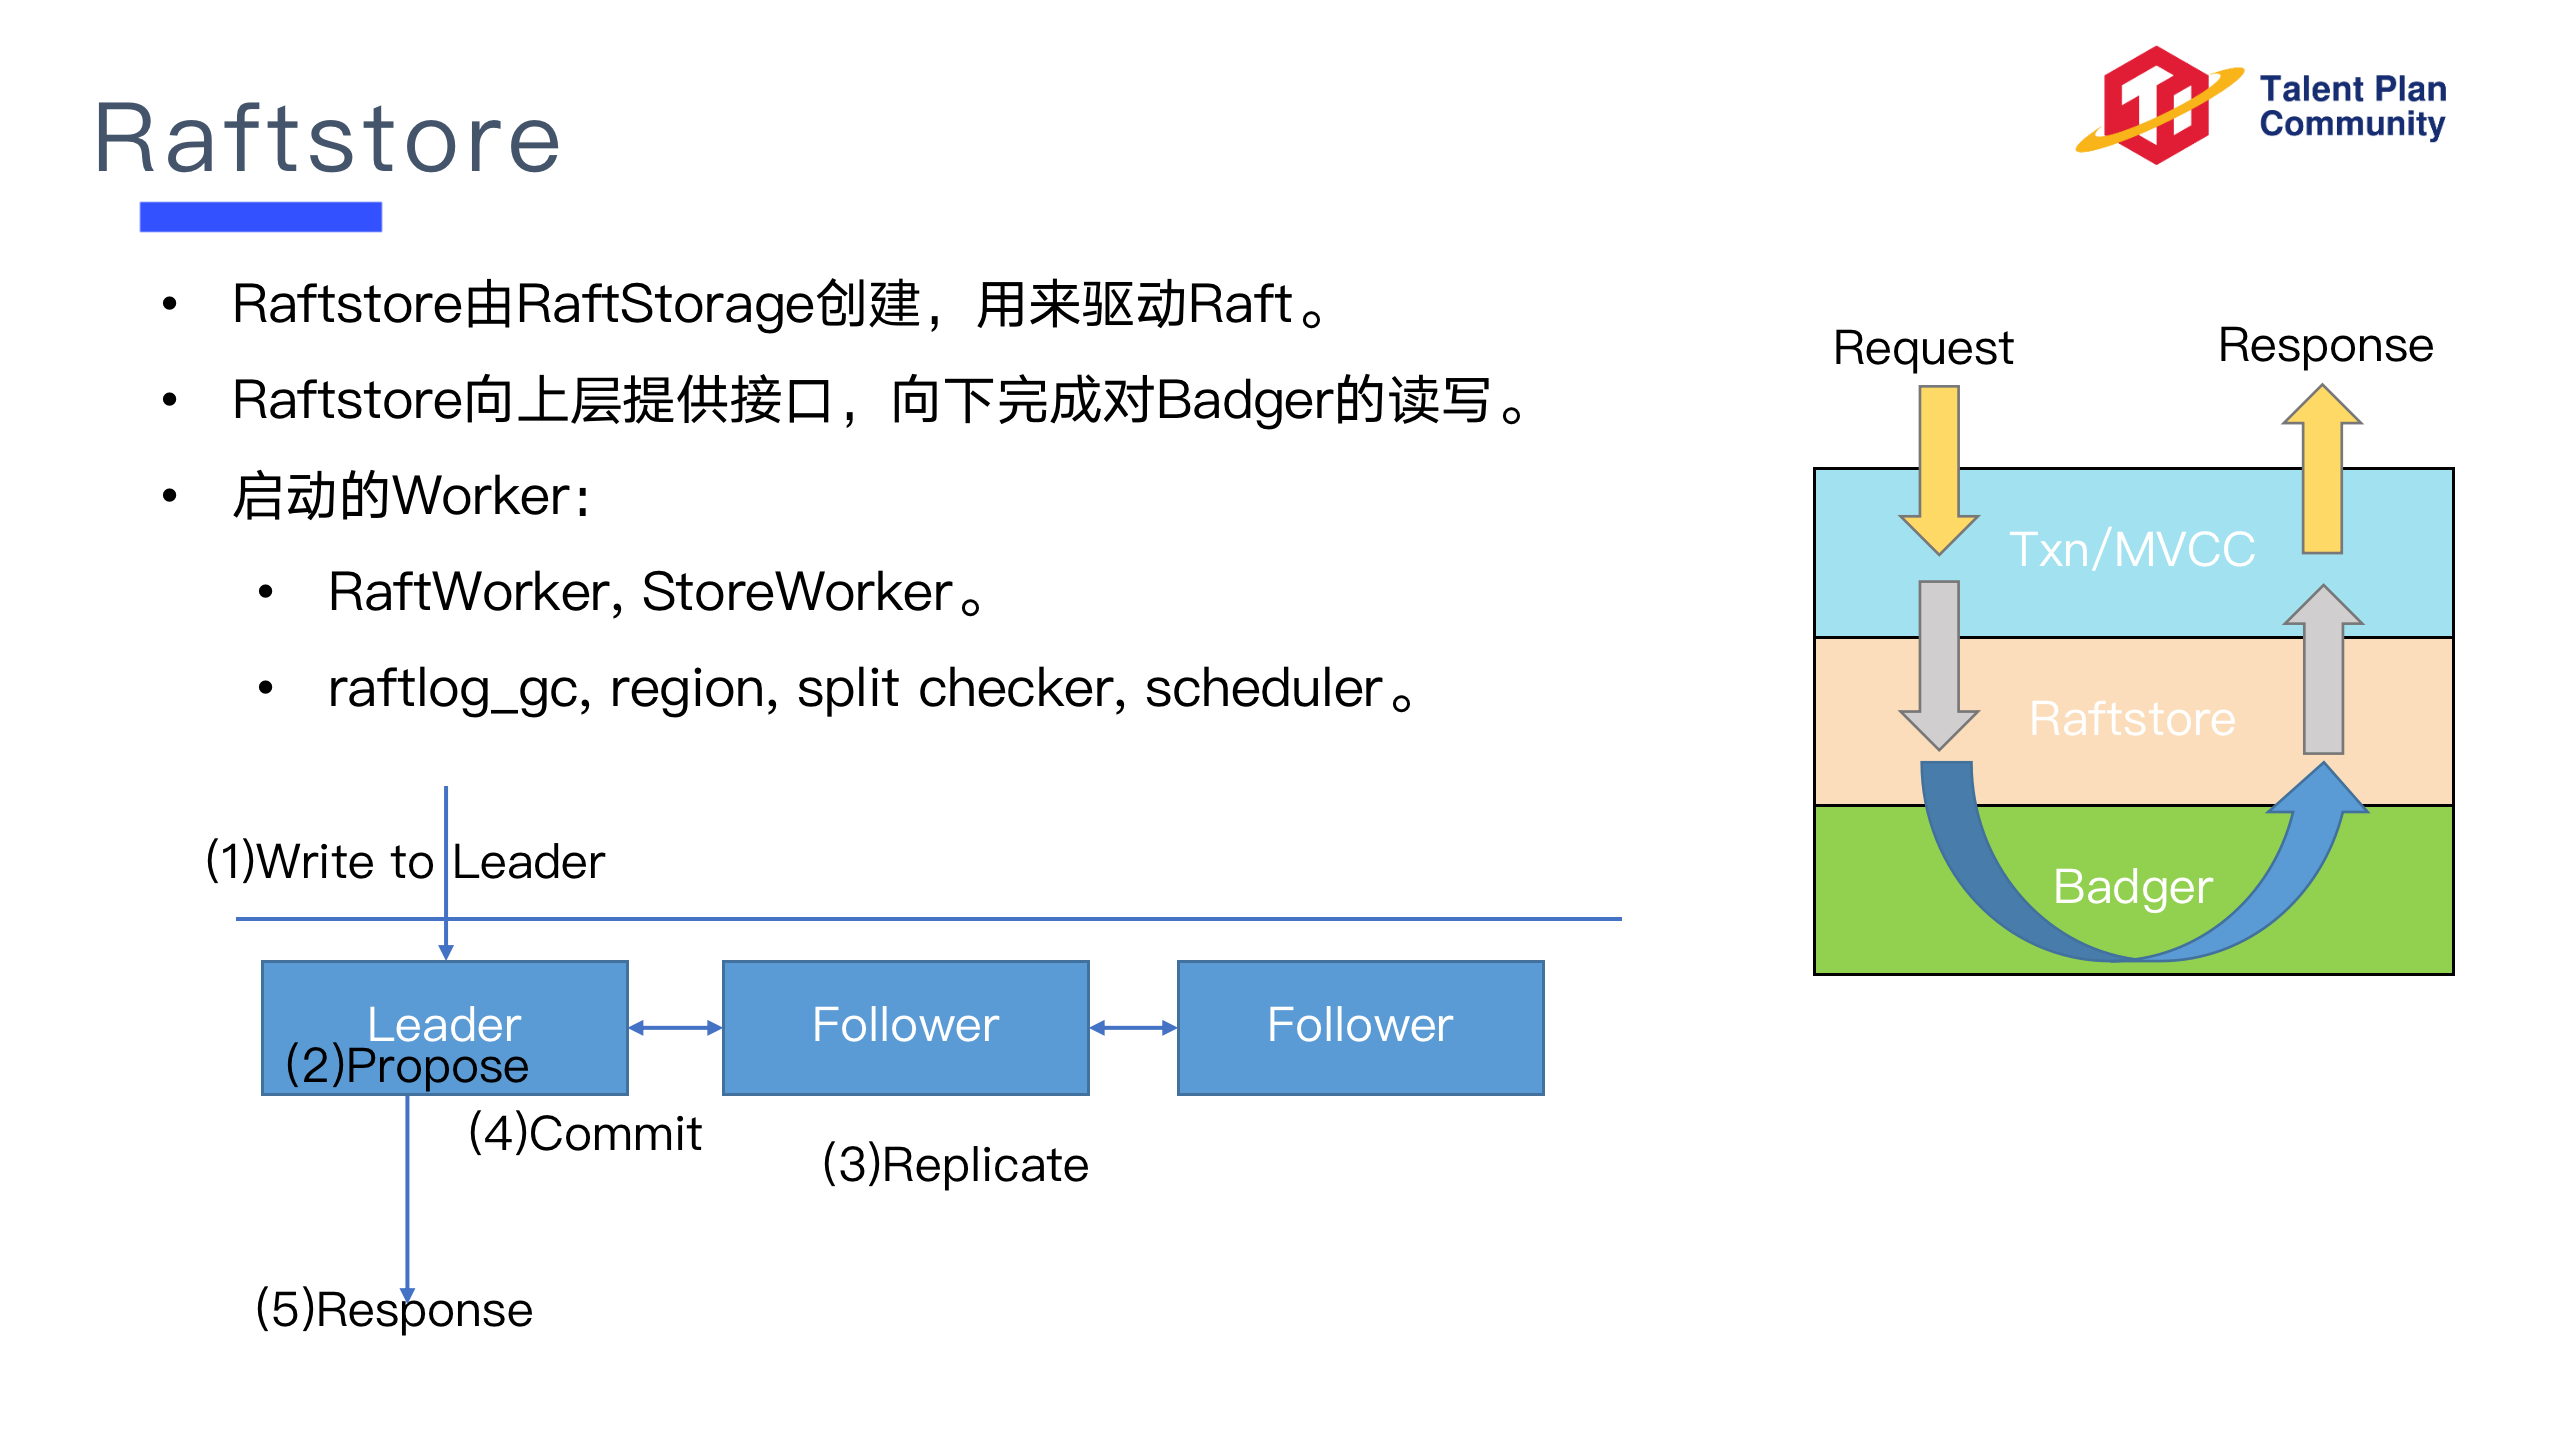 Raftstore
Talent Plan
Community
• Raftstore由RaftStorage创建，用来驱动Raft。
• Raftstore向上层提供接口，向下完成对Badger的读写。
• 启动的Worker：
• RaftWorker, StoreWorker。
• raftlog_gc, region, split checker, scheduler。
Request
Response
Txn/MVCC
Raftstore
Badger
(1)Write to Leader
Leader
Follower
Follower
(2)Propose
(4)Commit
(3)Replicate
(5)Response